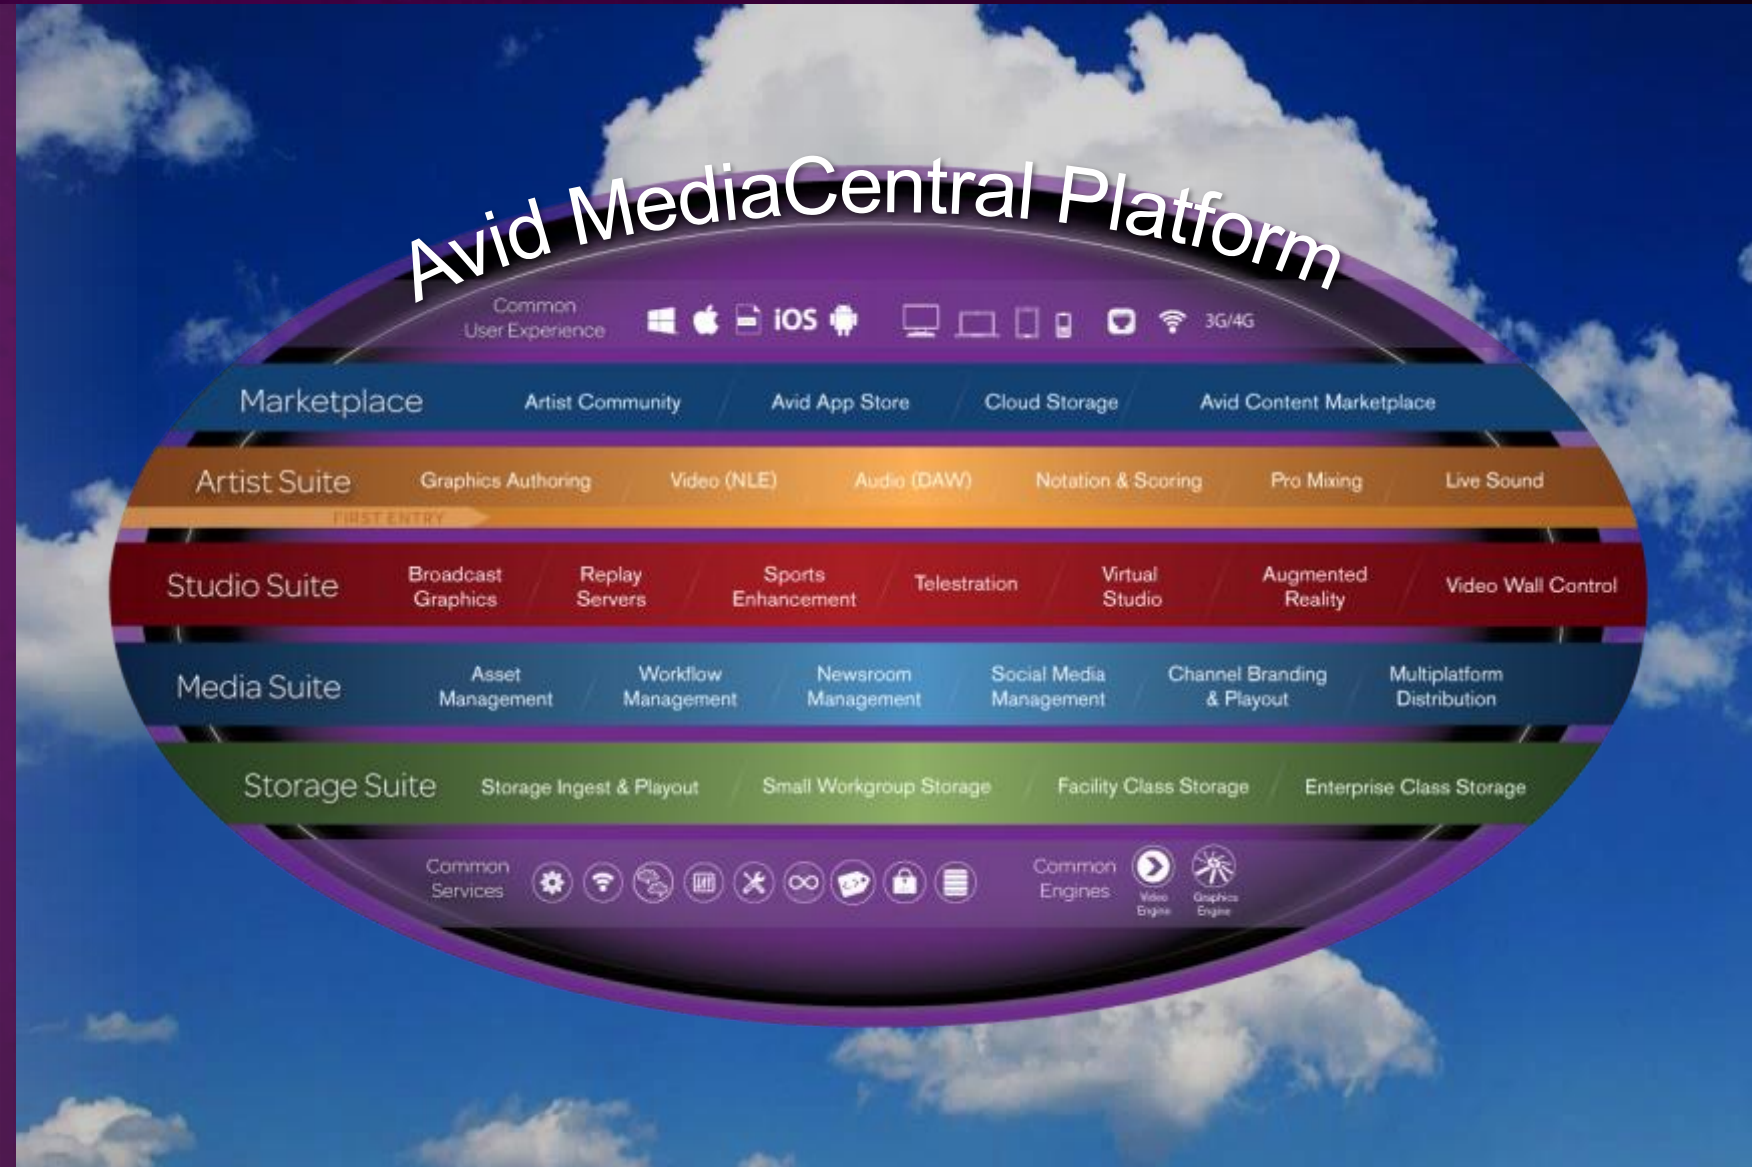 Avid MediaCentral Platform
Common
User Experience
iOS
3G/4G
Marketplace
Artist Community
Avid App Store
Cloud Storage
Avid Content Marketplace
Artist Suite
Graphics Authoring
Video (NLE)
Audio (DAW)
Notation & Scoring
Pro Mixing
Live Sound
FIRST ENTRY
Studio Suite
Broadcast
Graphics
Replay
Servers
Sports
Enhancement
Telestration
Virtual
Studio
Augmented
Reality
Video Wall Control
Media Suite
Asset
Management
Workflow
Management
Newsroom
Management
Social Media
Management
Channel Branding
& Playout
Multiplatform
Distribution
Storage Suite
Storage Ingest & Playout
Small Workgroup Storage
Facility Class Storage
Enterprise Class Storage
Common
Services
Common
Engines
Video
Engine
Graphics
Engine